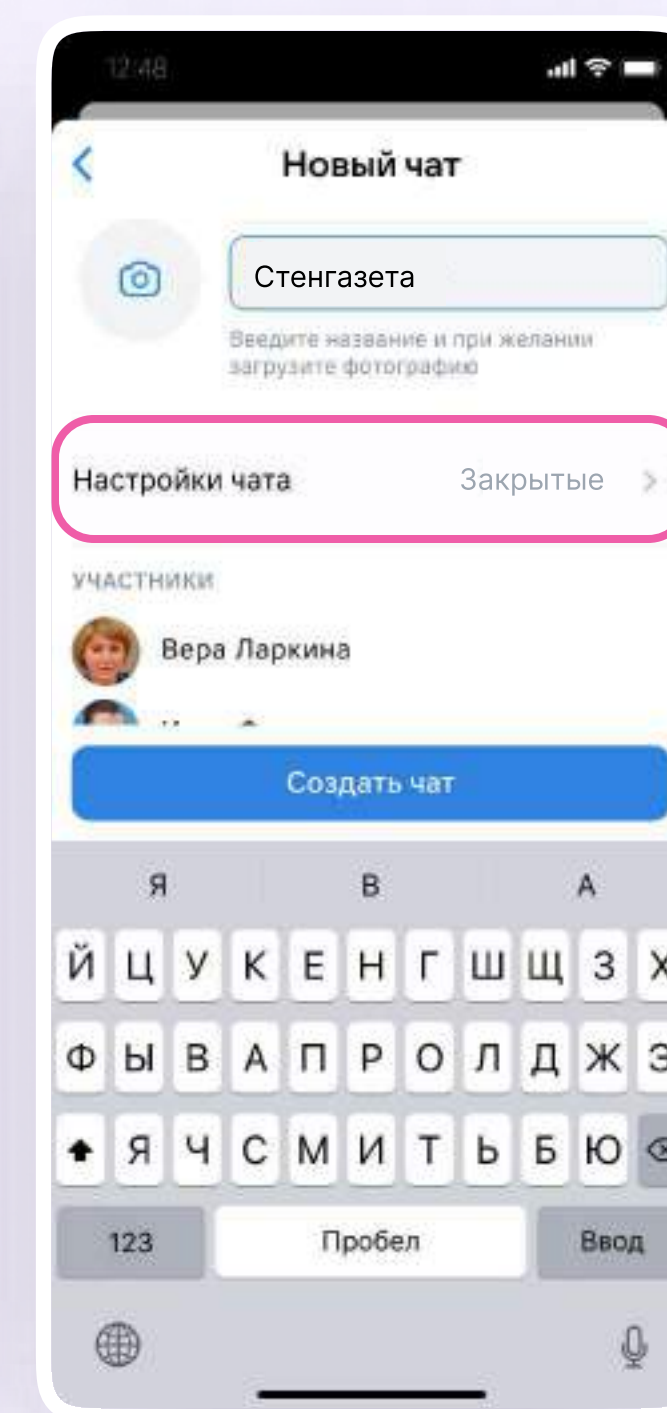 12:48
Новый чат
Стенгазета
Введите название и при желании
загрузите фотографию
Настройки чата Закрытые
УЧАСТНИКИ
Вера Ларкина
Создать чат
Я В А
Й Ц У К Е Н Г Ш Щ З Х
Ф Ы В А П Р О Л Д Ж Э
Я Ч С М И Т Ь Б Ю
123 Пробел Ввод